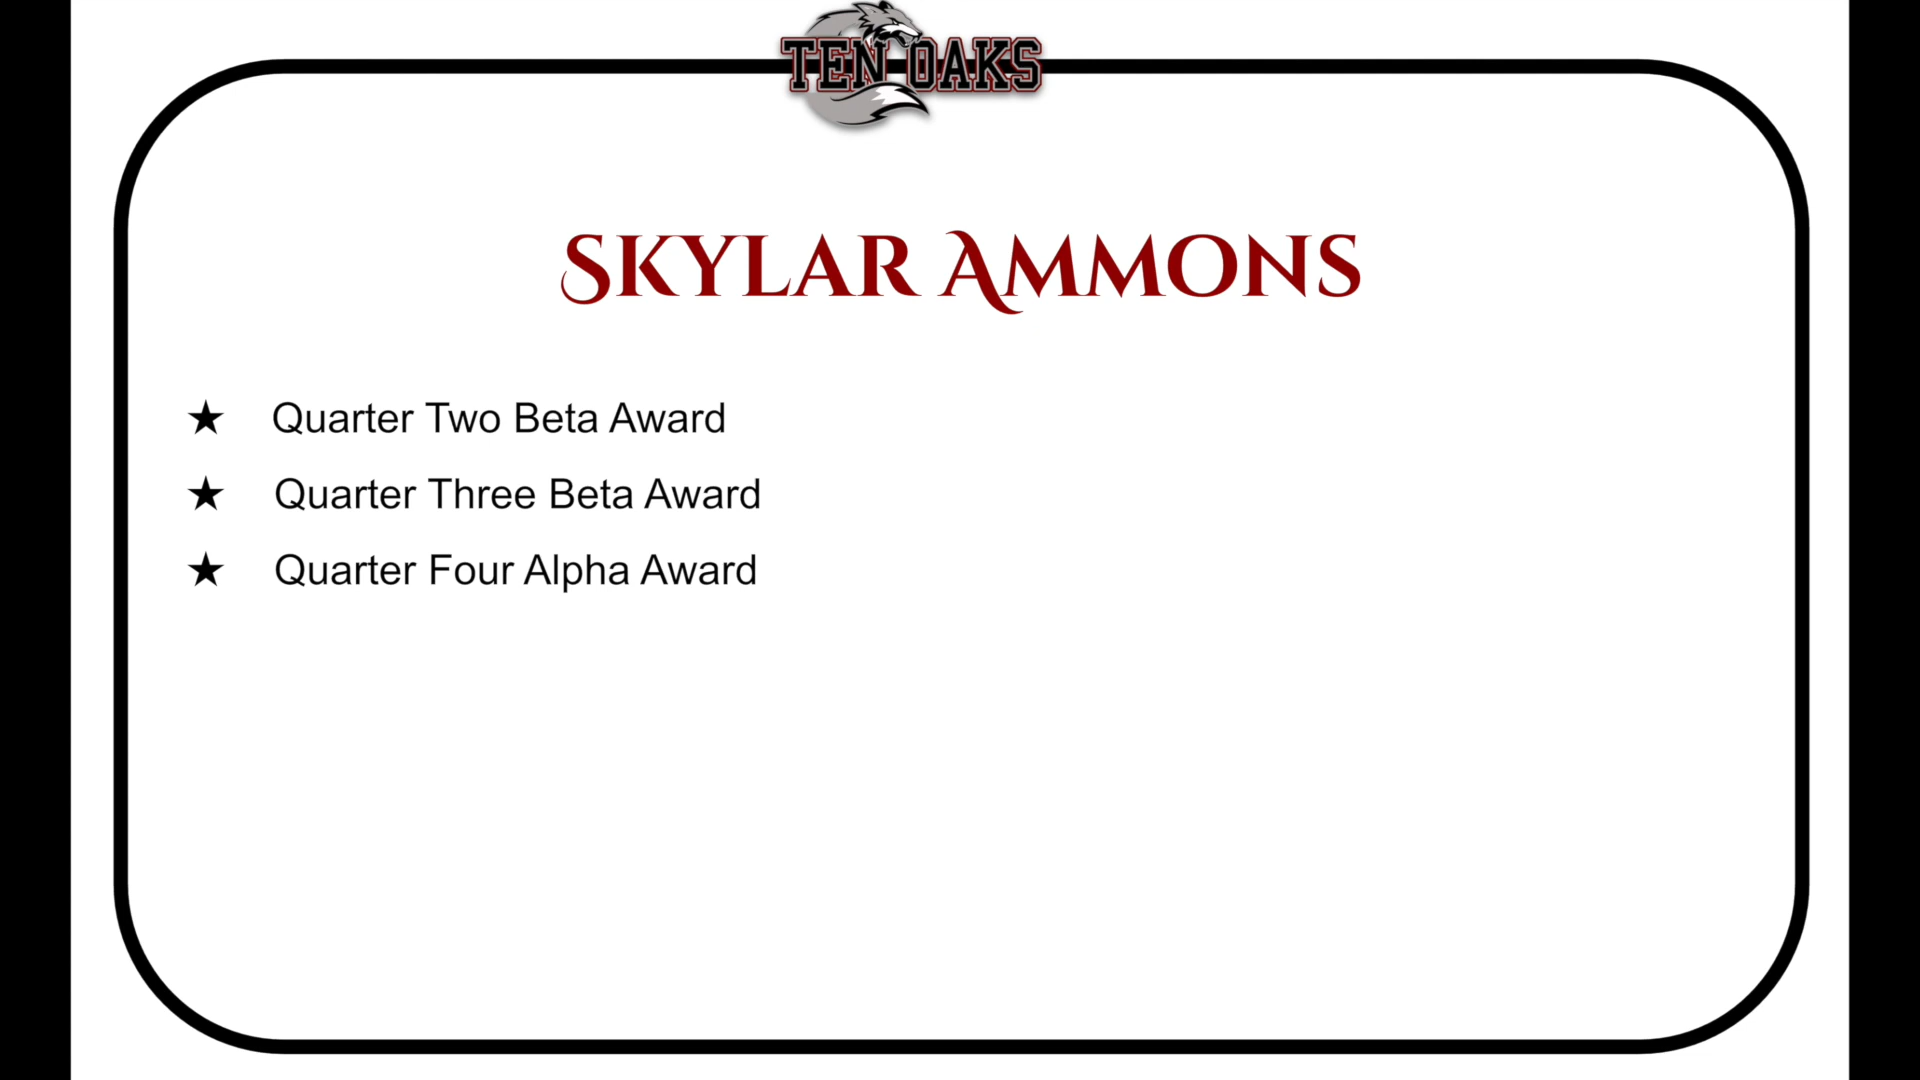 TEN OAKS
Skylar Ammons
★ Quarter Two Beta Award
★ Quarter Three Beta Award
★ Quarter Four Alpha Award